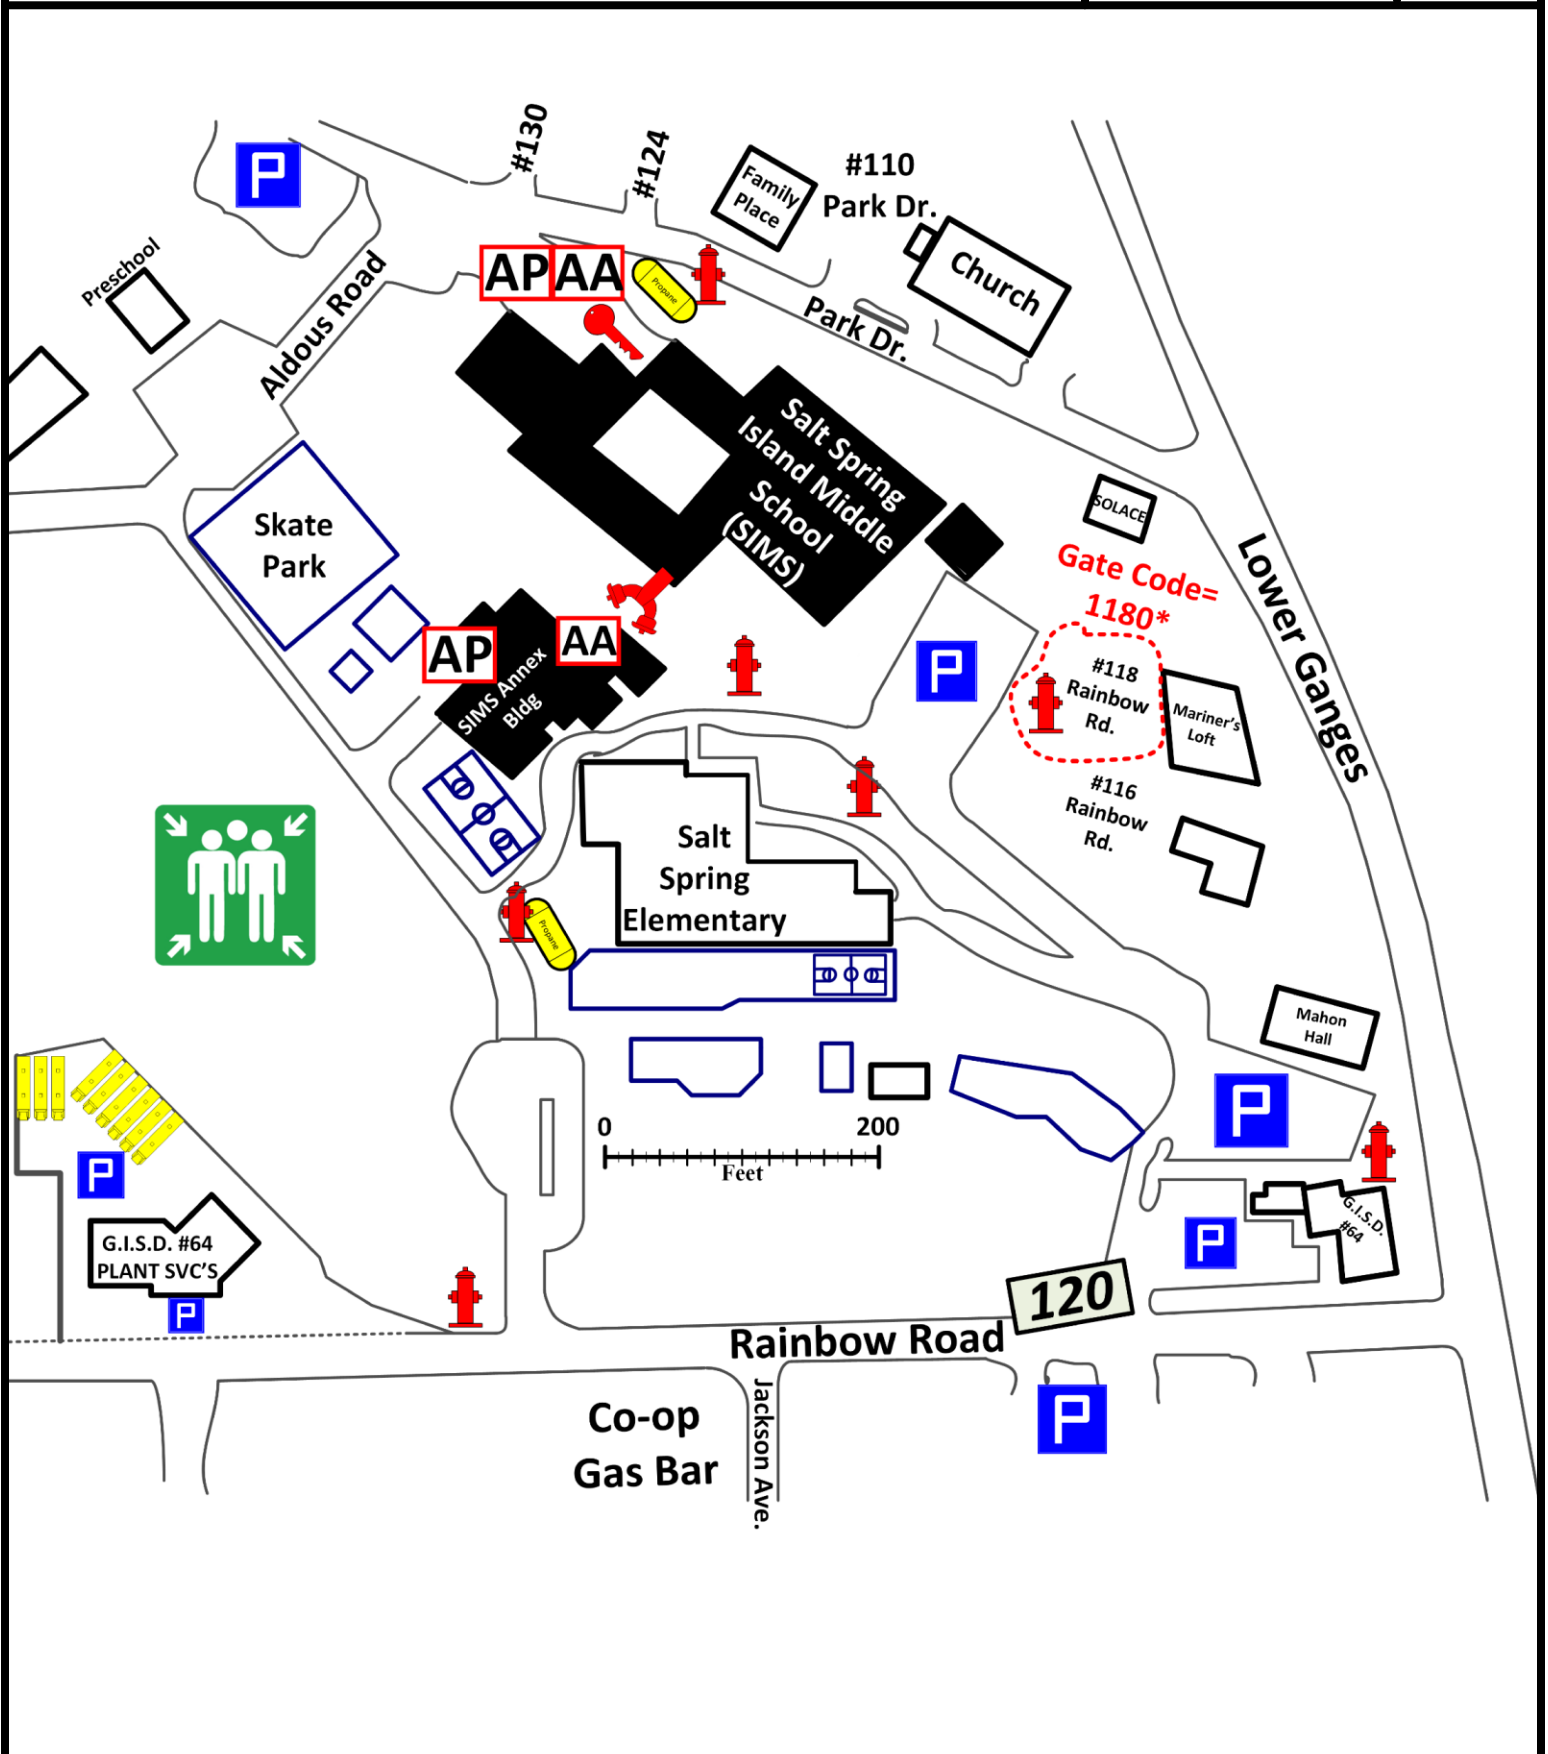 #130
#124
P
Family
Place
#110
Park Dr.
Church
Preschool
Aldous Road
AP
AA
Propane
Park Dr.
Salt Spring
Island Middle
School
(SIMS)
SOLACE
Skate
Park
Gate Code=
1180*
Lower Ganges
AP
AA
SIMS Annex
Bldg
P
#118
Rainbow
Rd.
Mariner's
Loft
#116
Rainbow
Rd.
Salt
Spring
Elementary
Propane
Mahon
Hall
P
P
0
200
Feet
G.I.S.D. #64
PLANT SVC'S
P
P
G.I.S.D.
#64
120
Rainbow Road
Jackson Ave.
Co-op
Gas Bar
P